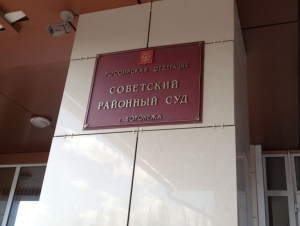 РОССИЙСКАЯ ФЕДЕРАЦИЯ
СОВЕТСКИЙ
РАЙОННЫЙ СУД
г. ВОРОНЕЖА